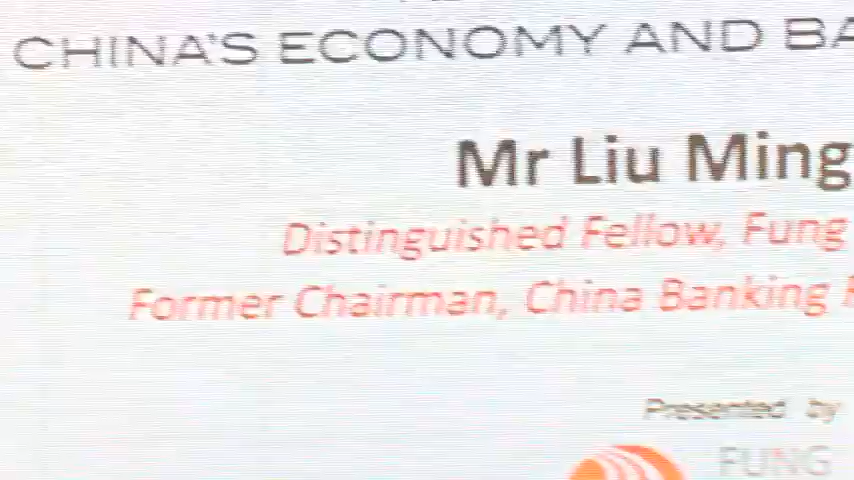 CHINA'S ECONOMY AND BA
Mr Liu Ming
Distinguished Fellow, Fung
Former Chairman, China Banking
Presented by
FUNG